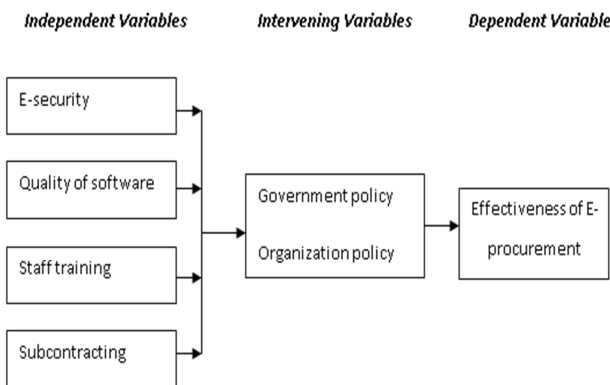 Independent Variables
Intervening Variables
Dependent Variable
E-security
Quality of software
Staff training
Subcontracting
Government policy
Organization policy
Effectiveness of E-
procurement